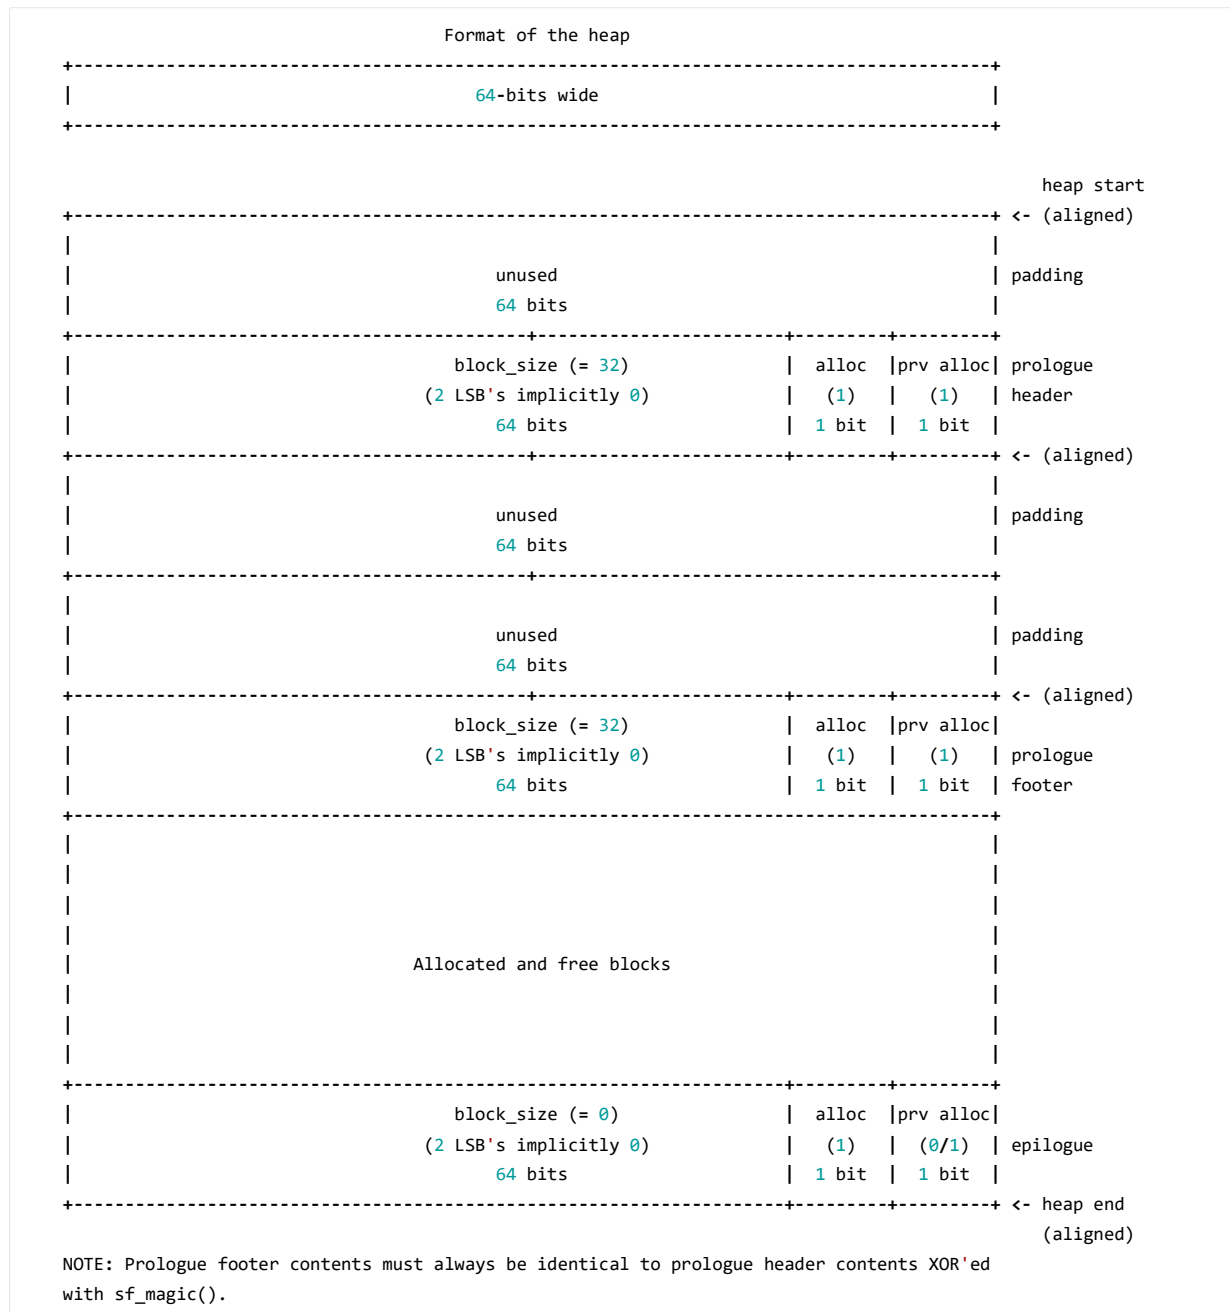 Format of the heap
+-----------------------------------------------------------------------------------------+
| 64-bits wide |
+-----------------------------------------------------------------------------------------+
heap start
+-----------------------------------------------------------------------------------------+ <- (aligned)
| |
| unused | padding
| 64 bits |
+--------------------------------------------+------------------------+---------+---------+
| block_size (= 32) | alloc |prv alloc| prologue
| (2 LSB's implicitly 0) | (1) | (1) | header
| 64 bits | 1 bit | 1 bit |
+--------------------------------------------+------------------------+---------+---------+ <- (aligned)
| |
| unused | padding
| 64 bits |
+--------------------------------------------+--------------------------------------------+
| |
| unused | padding
| 64 bits |
+--------------------------------------------+------------------------+---------+---------+ <- (aligned)
| block_size (= 32) | alloc |prv alloc|
| (2 LSB's implicitly 0) | (1) | (1) | prologue
| 64 bits | 1 bit | 1 bit | footer
+-----------------------------------------------------------------------------------------+
| |
| |
| |
| |
| Allocated and free blocks |
| |
| |
| |
+---------------------------------------------------------------------+---------+---------+
| block_size (= 0) | alloc |prv alloc|
| (2 LSB's implicitly 0) | (1) | (0/1) | epilogue
| 64 bits | 1 bit | 1 bit |
+---------------------------------------------------------------------+---------+---------+ <- heap end
(aligned)
NOTE: Prologue footer contents must always be identical to prologue header contents XOR'ed
with sf_magic().